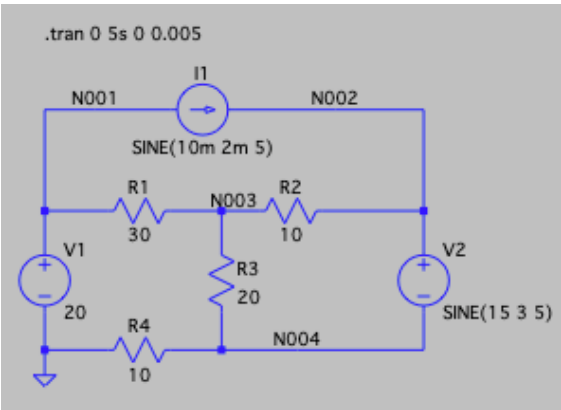 .tran 0 5s 0 0.005
I1
N001
N002
SINE(10m 2m 5)
R1
R2
N003
30
10
V1
R3
V2
20
20
SINE(15 3 5)
R4
N004
10